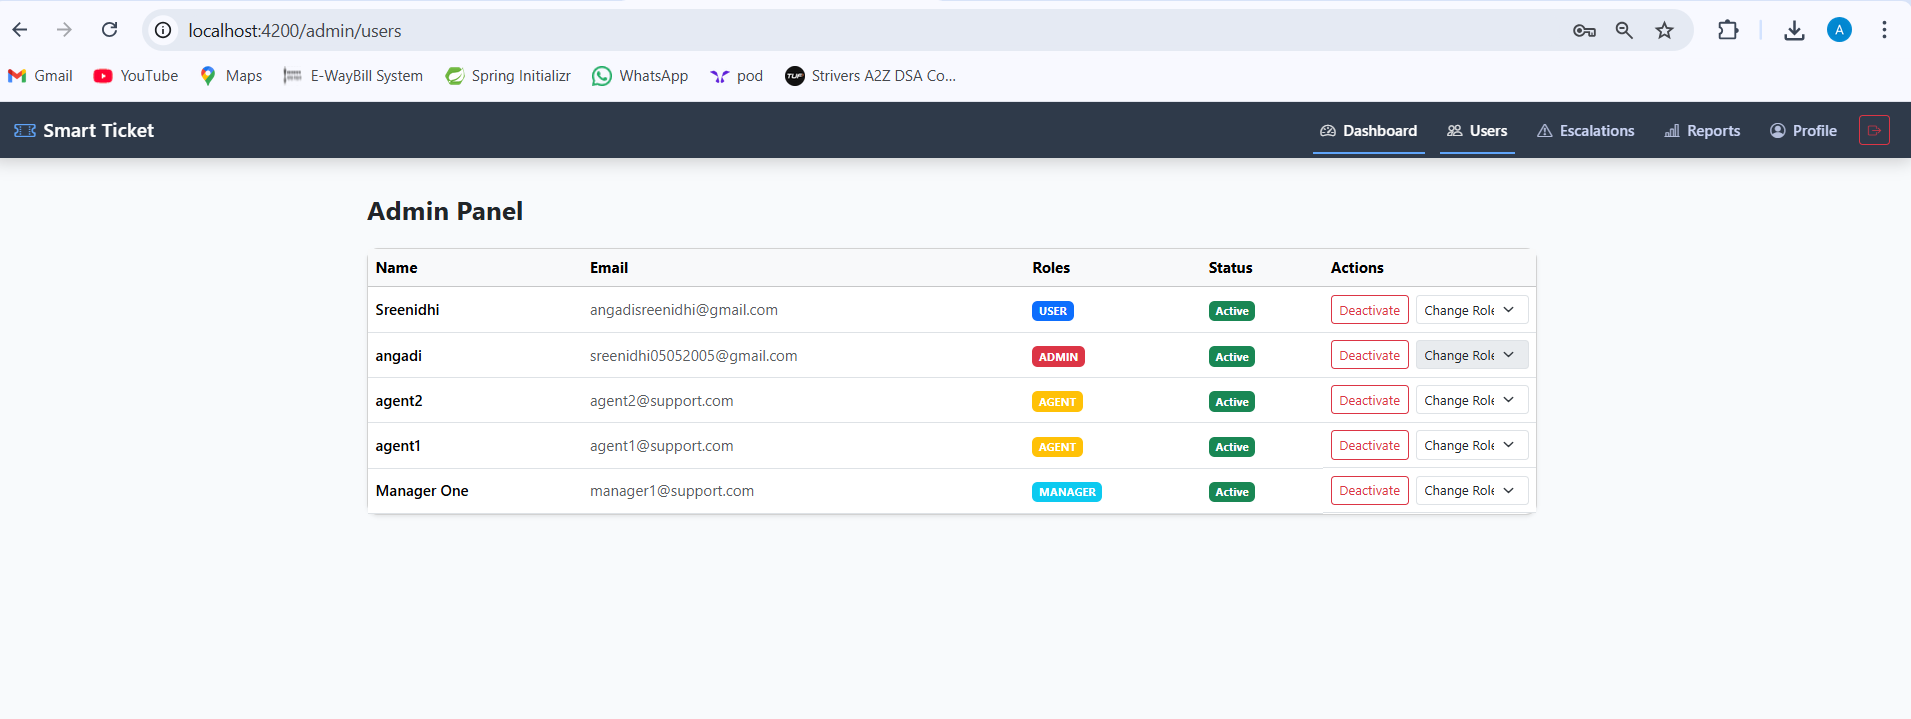 localhost:4200/admin/users
A
Gmail YouTube Maps E-WayBill System Spring Initializr WhatsApp pod TUF Strivers A2Z DSA Co...
Smart Ticket Dashboard Users Escalations Reports Profile
Admin Panel
Name Email Roles Status Actions
Sreenidhi angadisreenidhi@gmail.com USER Active Deactivate Change Role
angadi sreenidhi05052005@gmail.com ADMIN Active Deactivate Change Role
agent2 agent2@support.com AGENT Active Deactivate Change Role
agent1 agent1@support.com AGENT Active Deactivate Change Role
Manager One manager1@support.com MANAGER Active Deactivate Change Role